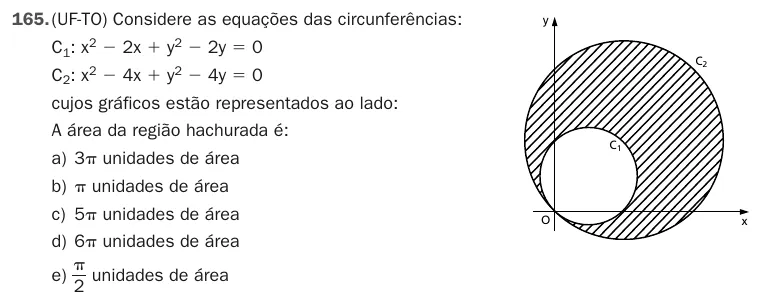 165. (UF-TO) Considere as equações das circunferências:
C₁: x² − 2x + y² − 2y = 0
C₂: x² − 4x + y² − 4y = 0
cujos gráficos estão representados ao lado:
A área da região hachurada é:
a) 3π unidades de área
b) π unidades de área
c) 5π unidades de área
d) 6π unidades de área
e) π/2 unidades de área
y
C₂
C₁
O
x